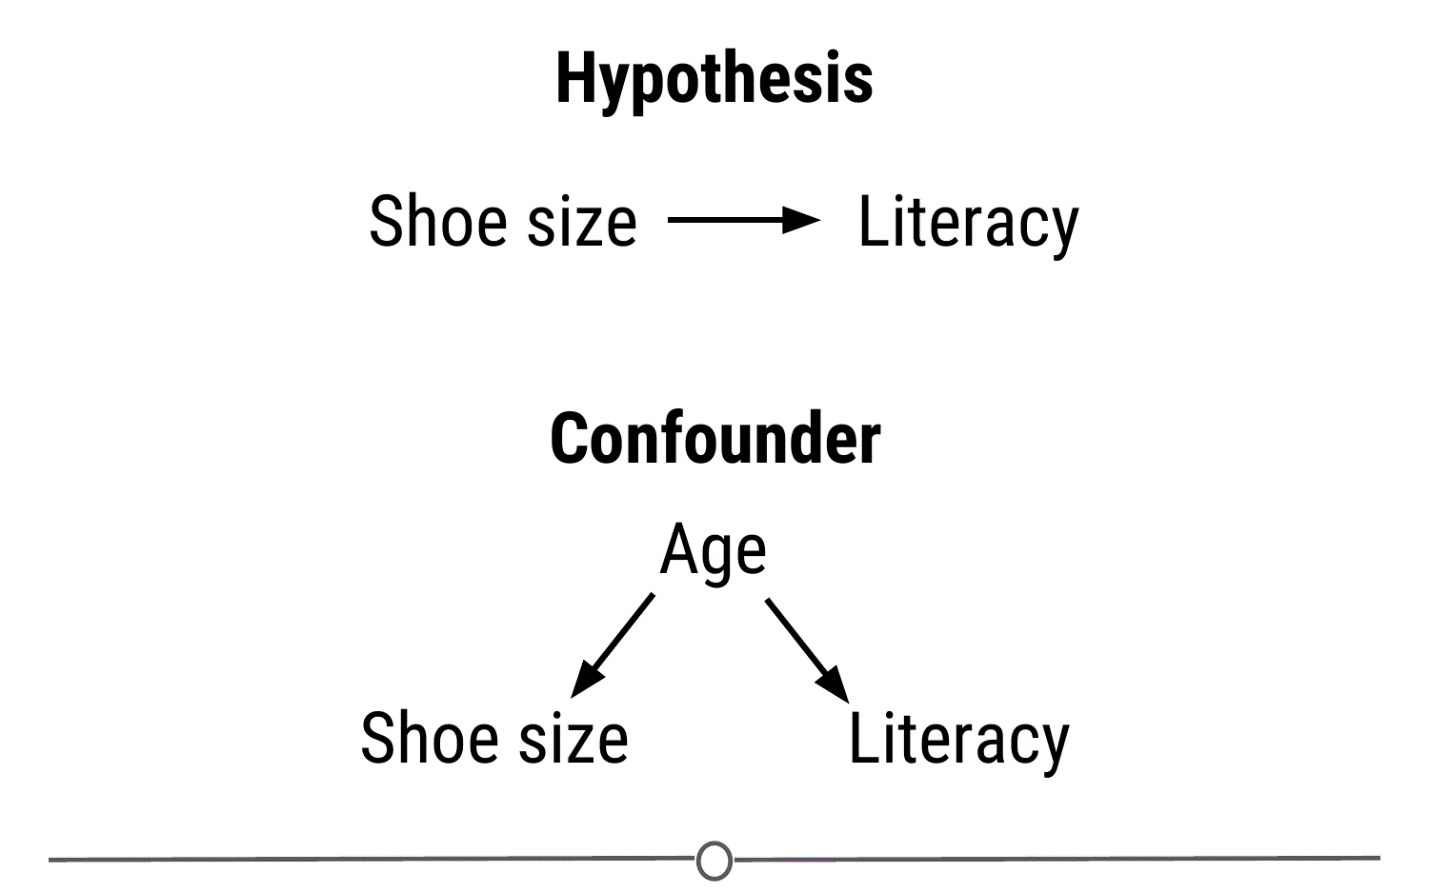 Hypothesis
Shoe size Literacy
Confounder
Age
Shoe size Literacy